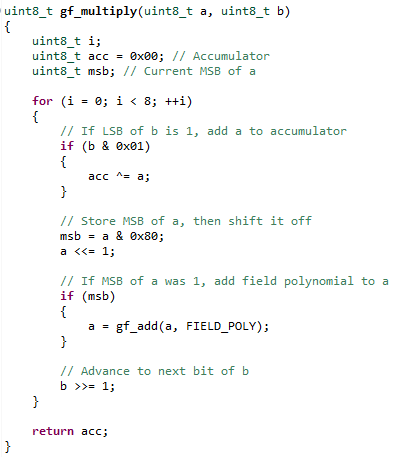 uint8_t gf_multiply(uint8_t a, uint8_t b)
{
    uint8_t i;
    uint8_t acc = 0x00; // Accumulator
    uint8_t msb; // Current MSB of a

    for (i = 0; i < 8; ++i)
    {
        // If LSB of b is 1, add a to accumulator
        if (b & 0x01)
        {
            acc ^= a;
        }

        // Store MSB of a, then shift it off
        msb = a & 0x80;
        a <<= 1;

        // If MSB of a was 1, add field polynomial to a
        if (msb)
        {
            a = gf_add(a, FIELD_POLY);
        }

        // Advance to next bit of b
        b >>= 1;
    }

    return acc;
}